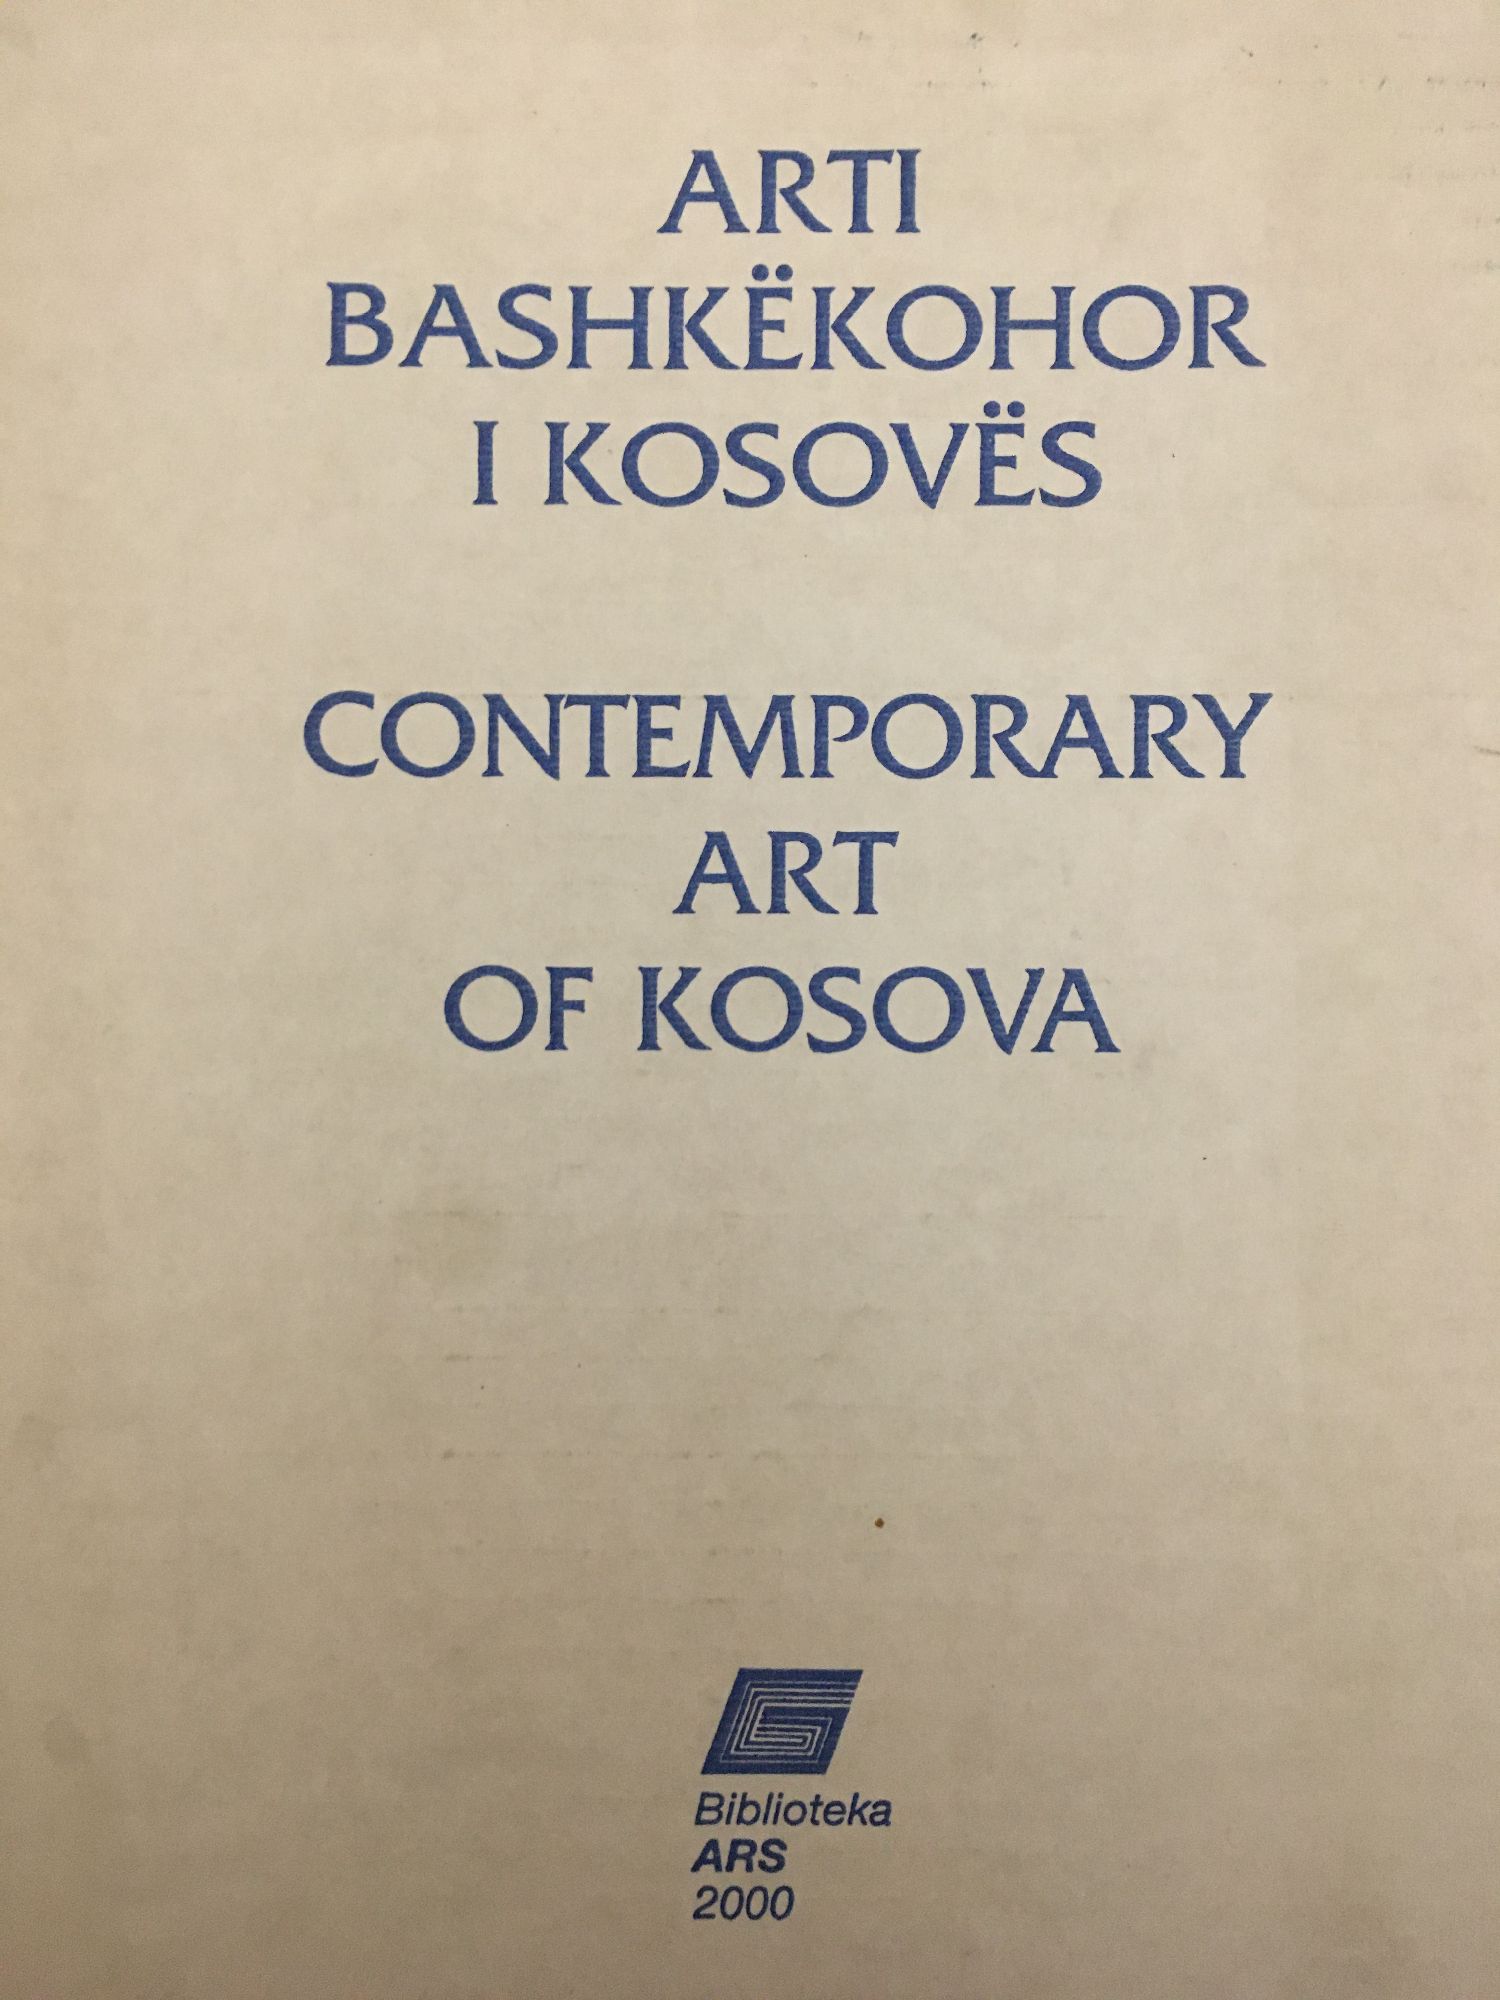 ARTI
BASHKËKOHOR
I KOSOVËS
CONTEMPORARY
ART
OF KOSOVA
Biblioteka
ARS
2000